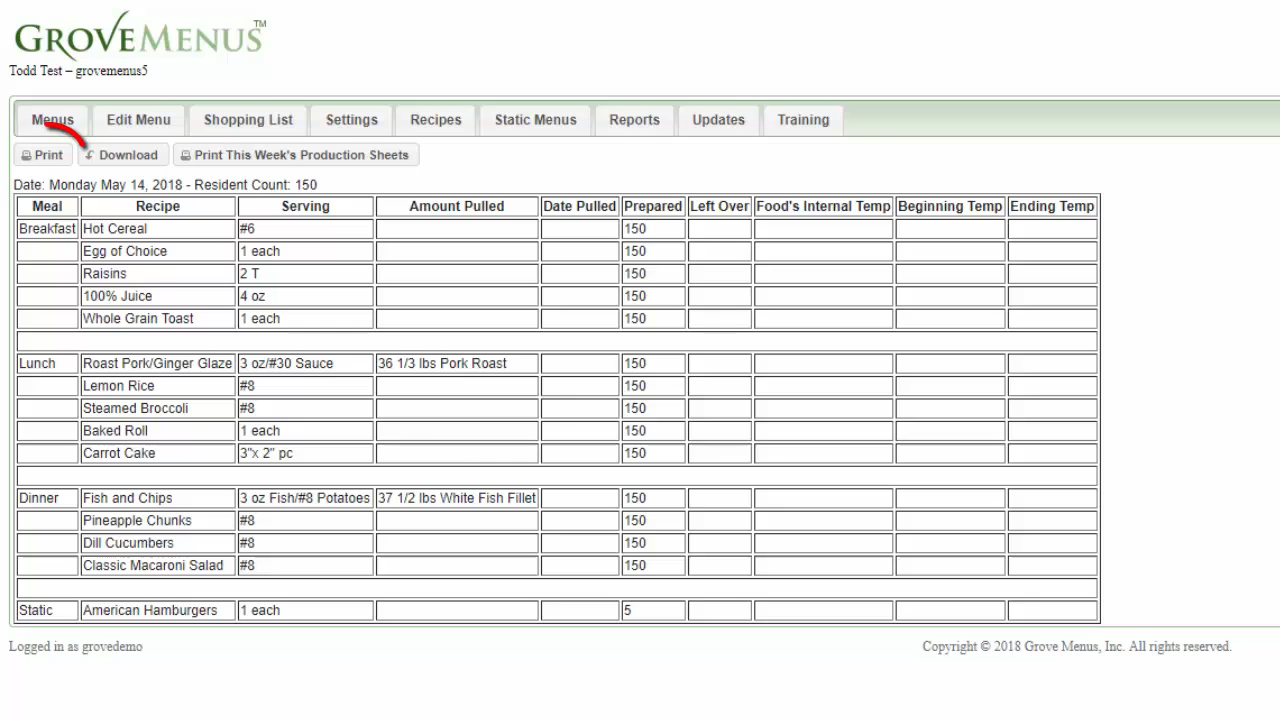 GROVEMENUS™
Todd Test – grovemenus5
Menus Edit Menu Shopping List Settings Recipes Static Menus Reports Updates Training
Print Download Print This Week's Production Sheets
Date: Monday May 14, 2018 - Resident Count: 150
Meal Recipe Serving Amount Pulled Date Pulled Prepared Left Over Food's Internal Temp Beginning Temp Ending Temp
Breakfast Hot Cereal #6 150
Egg of Choice 1 each 150
Raisins 2 T 150
100% Juice 4 oz 150
Whole Grain Toast 1 each 150
Lunch Roast Pork/Ginger Glaze 3 oz/#30 Sauce 36 1/3 lbs Pork Roast 150
Lemon Rice #8 150
Steamed Broccoli #8 150
Baked Roll 1 each 150
Carrot Cake 3"x 2" pc 150
Dinner Fish and Chips 3 oz Fish/#8 Potatoes 37 1/2 lbs White Fish Fillet 150
Pineapple Chunks #8 150
Dill Cucumbers #8 150
Classic Macaroni Salad #8 150
Static American Hamburgers 1 each 5
Logged in as grovedemo Copyright © 2018 Grove Menus, Inc. All rights reserved.